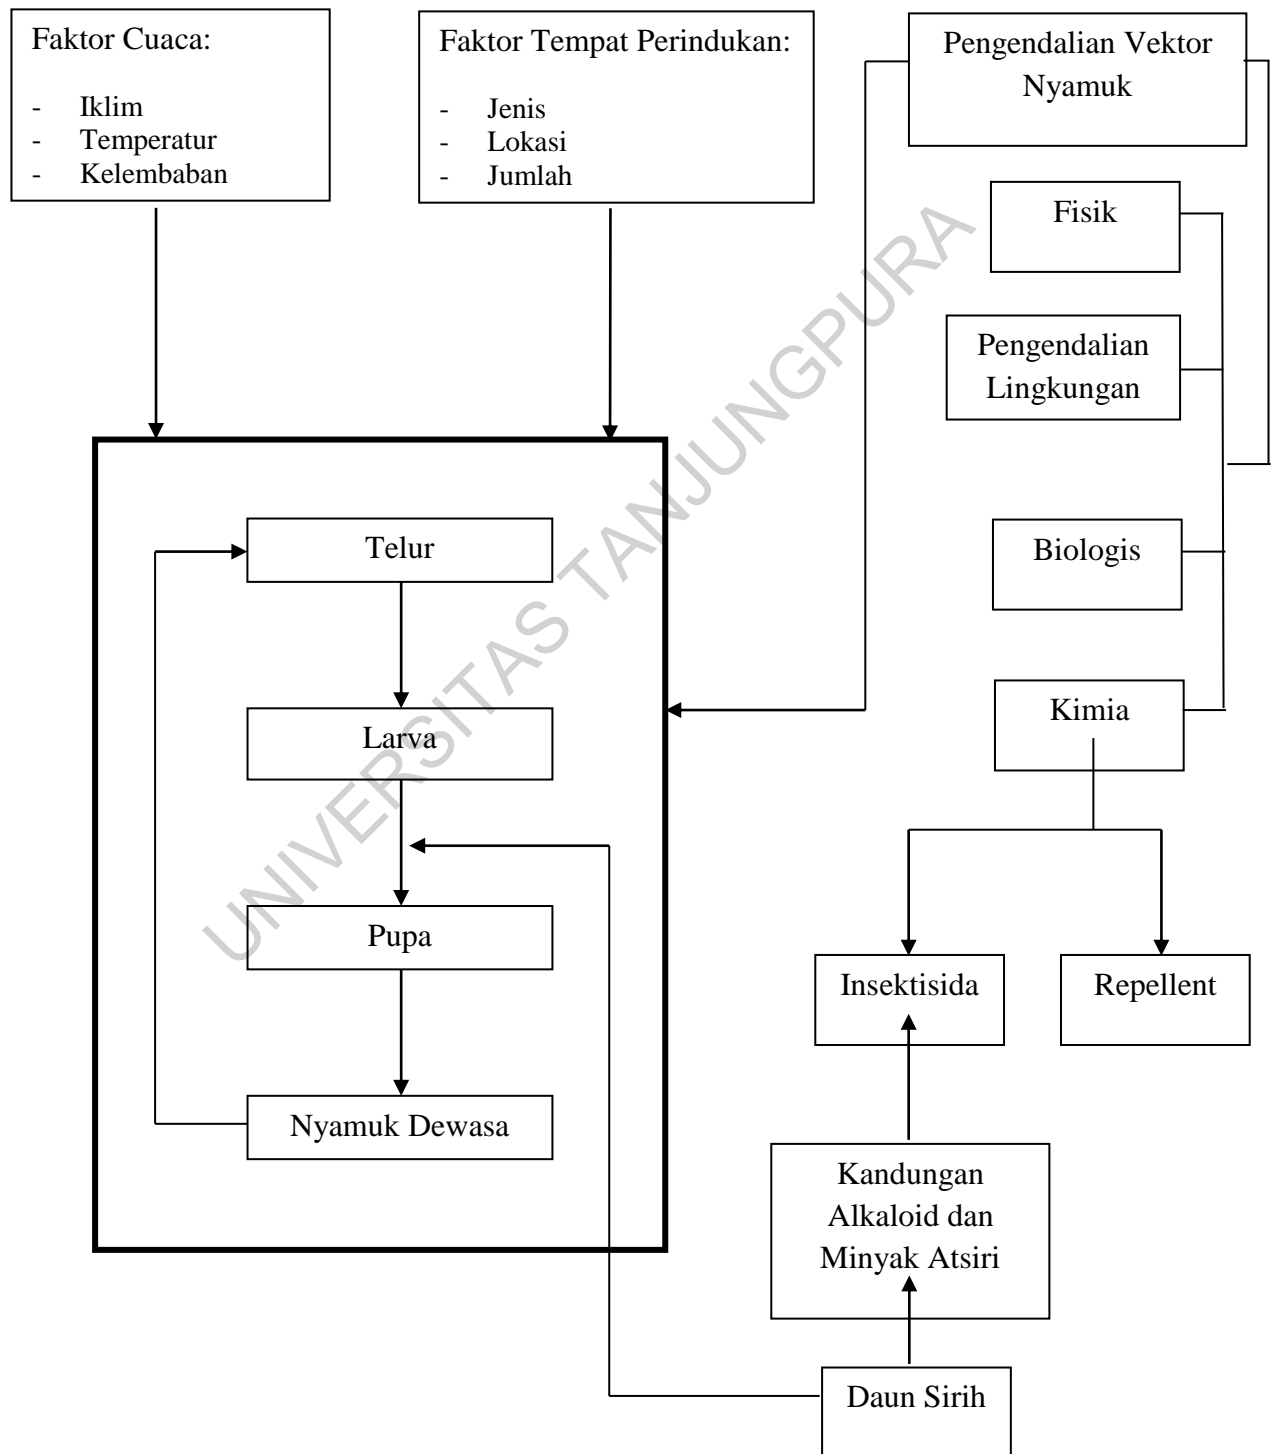 Faktor Cuaca:
- Iklim
- Temperatur
- Kelembaban
Faktor Tempat Perindukan:
- Jenis
- Lokasi
- Jumlah
Pengendalian Vektor
Nyamuk
Fisik
Pengendalian
Lingkungan
Biologis
Kimia
Insektisida
Repellent
Kandungan
Alkaloid dan
Minyak Atsiri
Daun Sirih
Telur
Larva
Pupa
Nyamuk Dewasa
UNIVERSITAS TANJUNGPURA